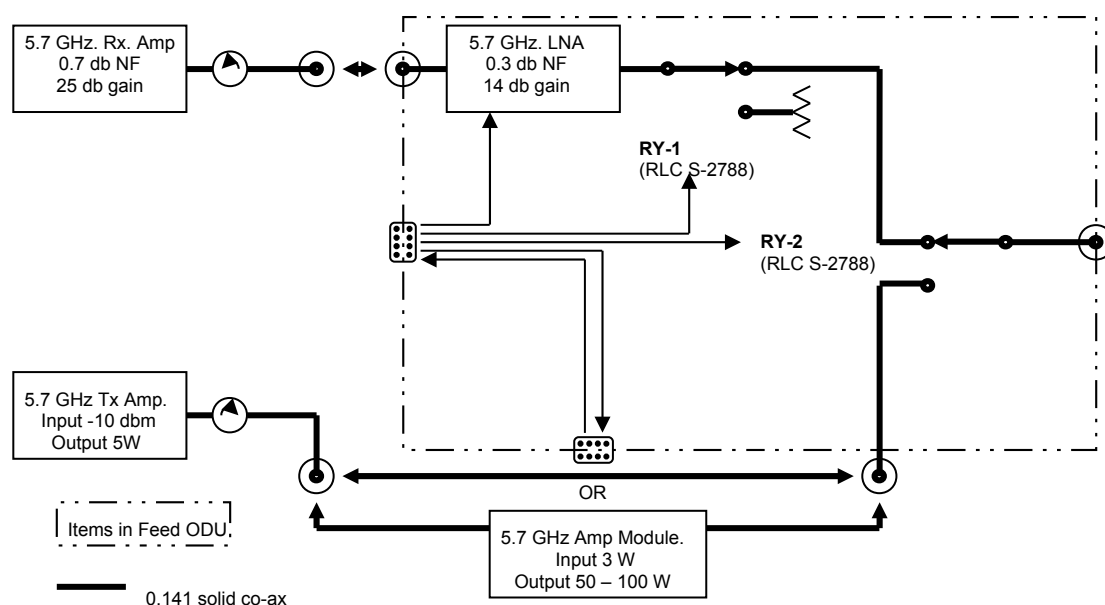 5.7 GHz. Rx. Amp
0.7 db NF
25 db gain
5.7 GHz. LNA
0.3 db NF
14 db gain
RY-1
(RLC S-2788)
RY-2
(RLC S-2788)
5.7 GHz Tx Amp.
Input -10 dbm
Output 5W
OR
Items in Feed ODU
5.7 GHz Amp Module.
Input 3 W
Output 50 – 100 W
0.141 solid co-ax